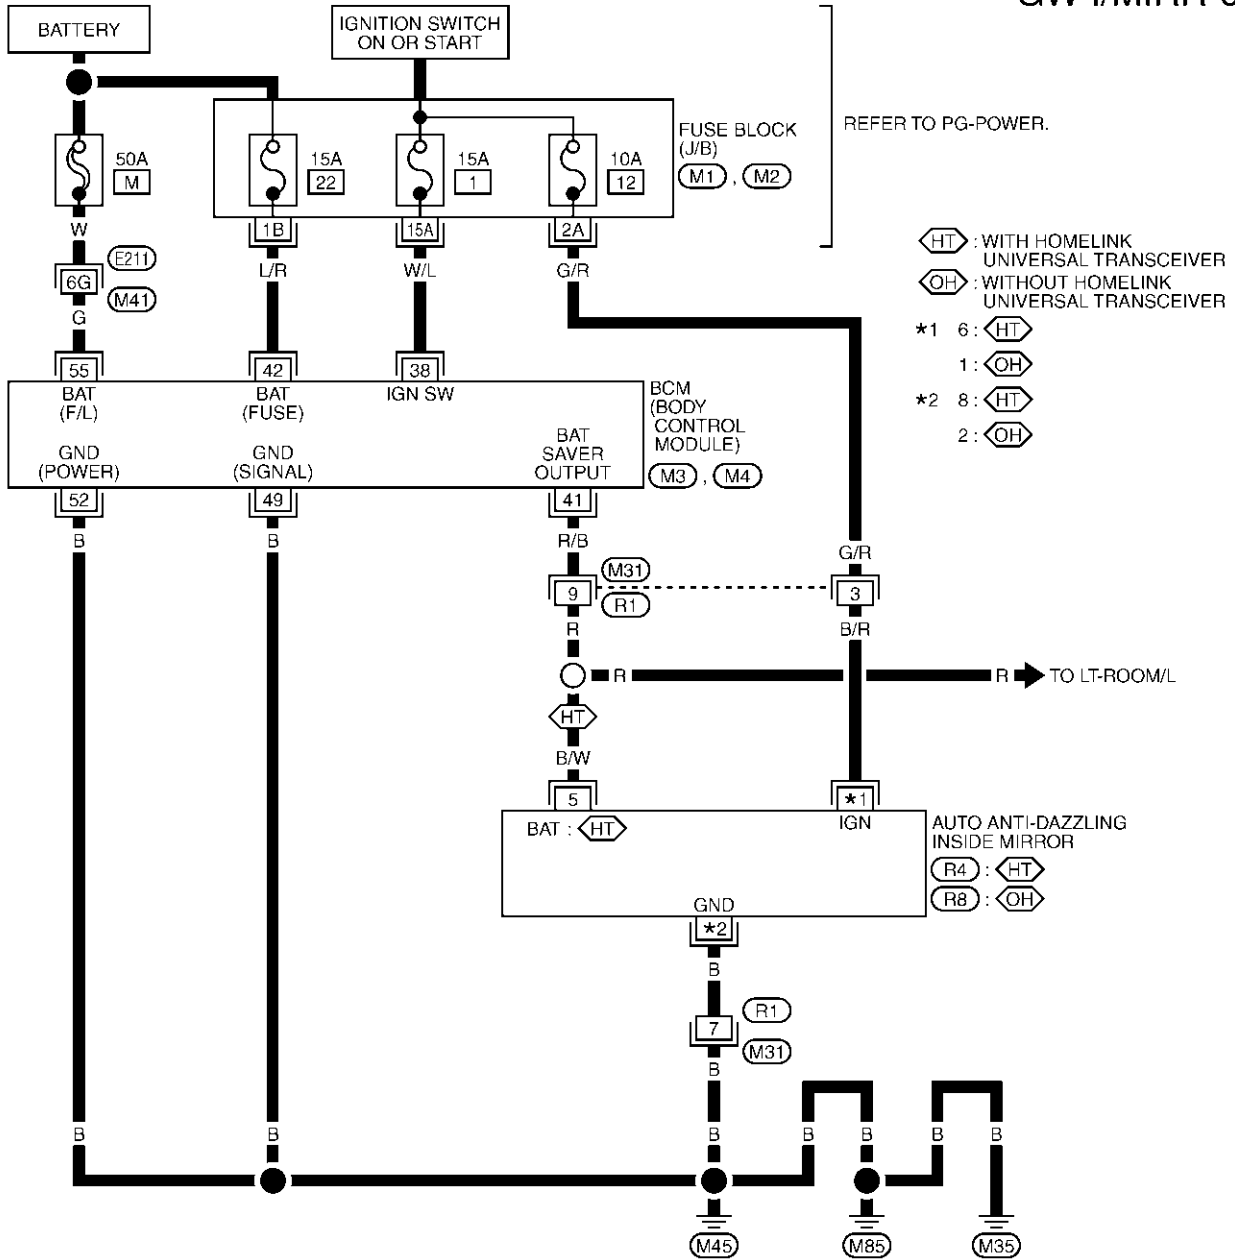 BATTERY
IGNITION SWITCH
ON OR START
REFER TO PG-POWER.
FUSE BLOCK
(J/B)
M1 , M2
50A
M
15A
22
15A
1
10A
12
1B
15A
2A
W
L/R
W/L
G/R
E211
6G
M41
G
HT : WITH HOMELINK
UNIVERSAL TRANSCEIVER
OH : WITHOUT HOMELINK
UNIVERSAL TRANSCEIVER
*1 6 : HT
1 : OH
*2 8 : HT
2 : OH
55
42
38
BAT
(F/L)
BAT
(FUSE)
IGN SW
BCM
(BODY
CONTROL
MODULE)
M3 , M4
GND
(POWER)
GND
(SIGNAL)
BAT
SAVER
OUTPUT
52
49
41
B
B
R/B
G/R
M31
9
3
R1
R
B/R
R
R
TO LT-ROOM/L
HT
B/W
5
*1
BAT : HT
IGN
AUTO ANTI-DAZZLING
INSIDE MIRROR
R4 : HT
R8 : OH
GND
*2
B
R1
7
M31
B
B
B
B
B
B
B
B
M45
M85
M35